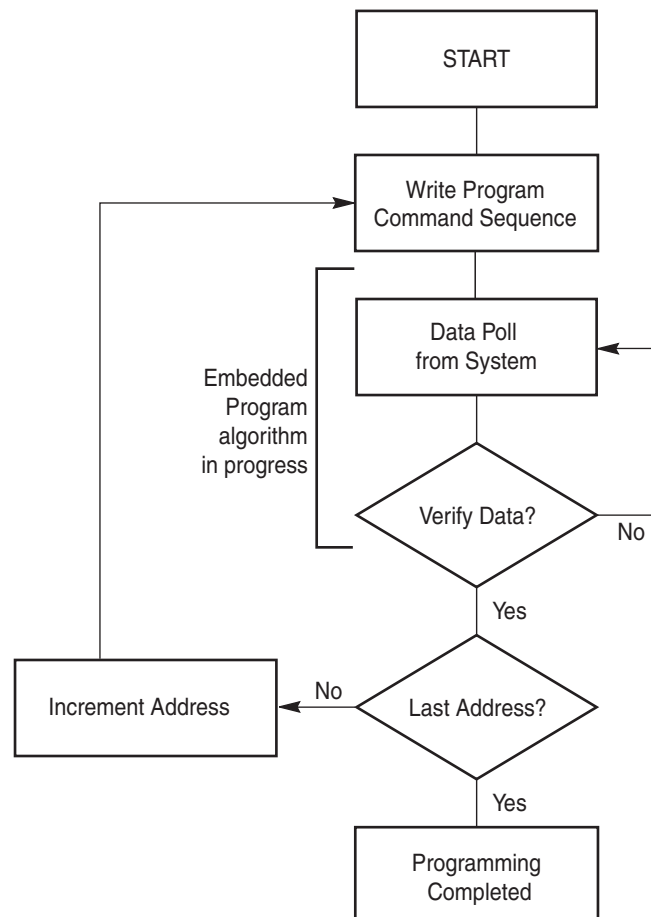 START
Write Program
Command Sequence
Data Poll
from System
Embedded
Program
algorithm
in progress
Verify Data?
No
Yes
No
Increment Address
Last Address?
Yes
Programming
Completed